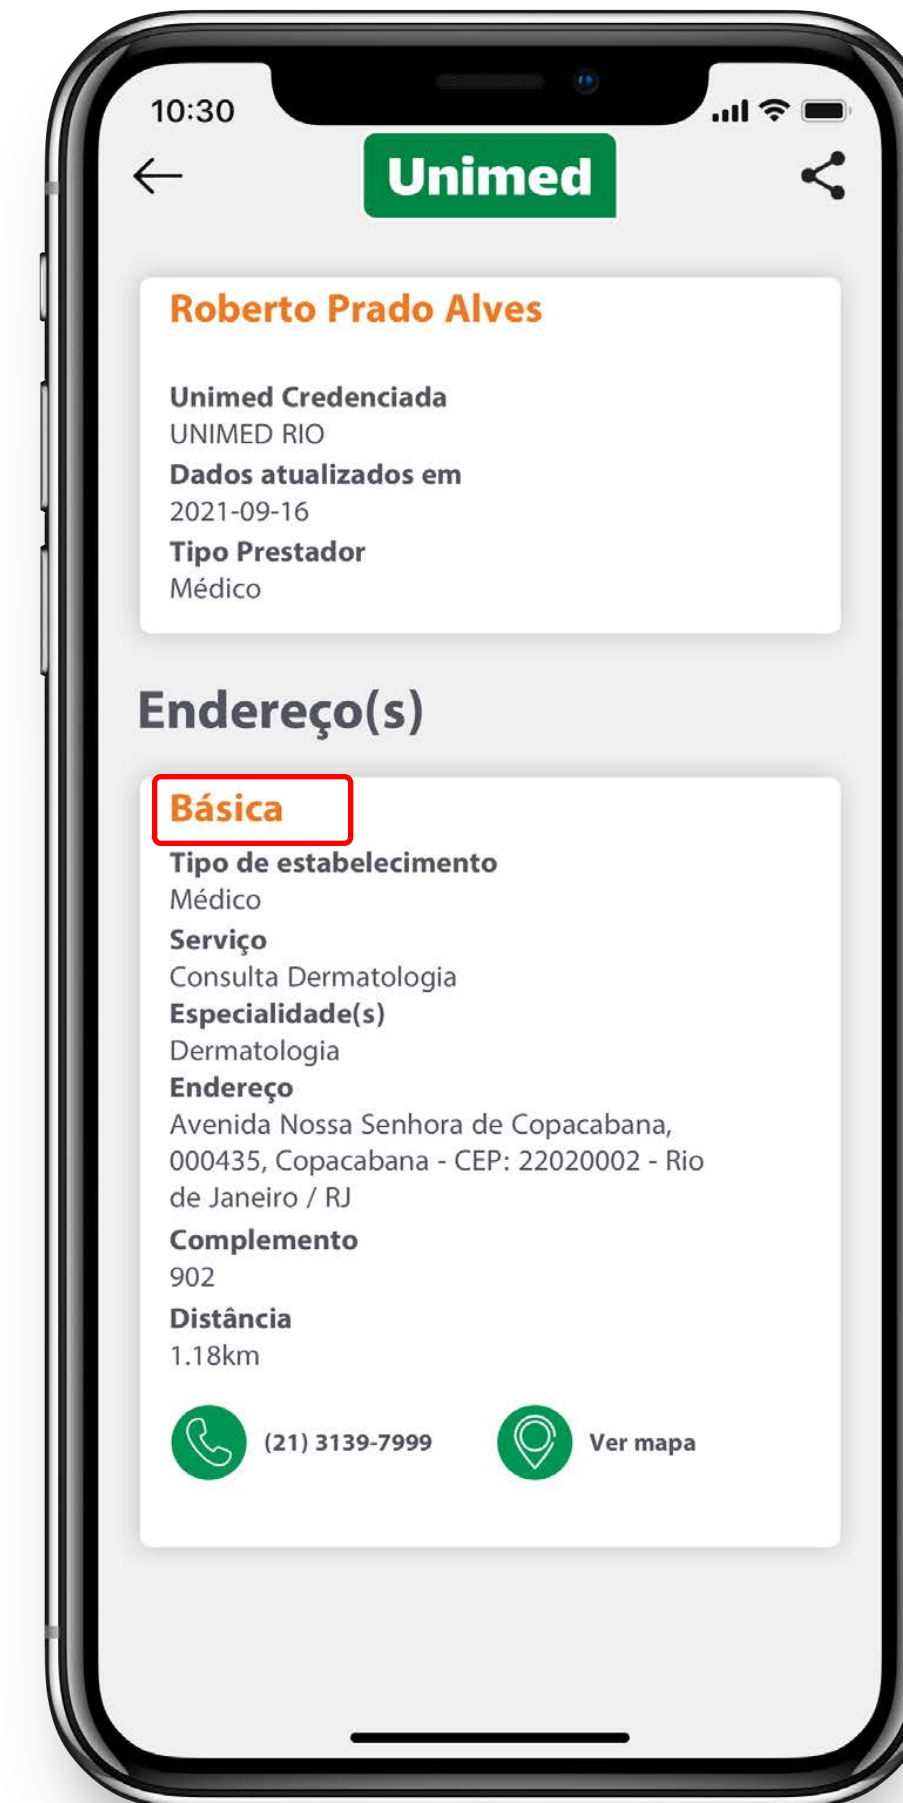 10:30
Unimed
Roberto Prado Alves
Unimed Credenciada
UNIMED RIO
Dados atualizados em
2021-09-16
Tipo Prestador
Médico
Endereço(s)
Básica
Tipo de estabelecimento
Médico
Serviço
Consulta Dermatologia
Especialidade(s)
Dermatologia
Endereço
Avenida Nossa Senhora de Copacabana,
000435, Copacabana - CEP: 22020002 - Rio
de Janeiro / RJ
Complemento
902
Distância
1.18km
(21) 3139-7999 Ver mapa